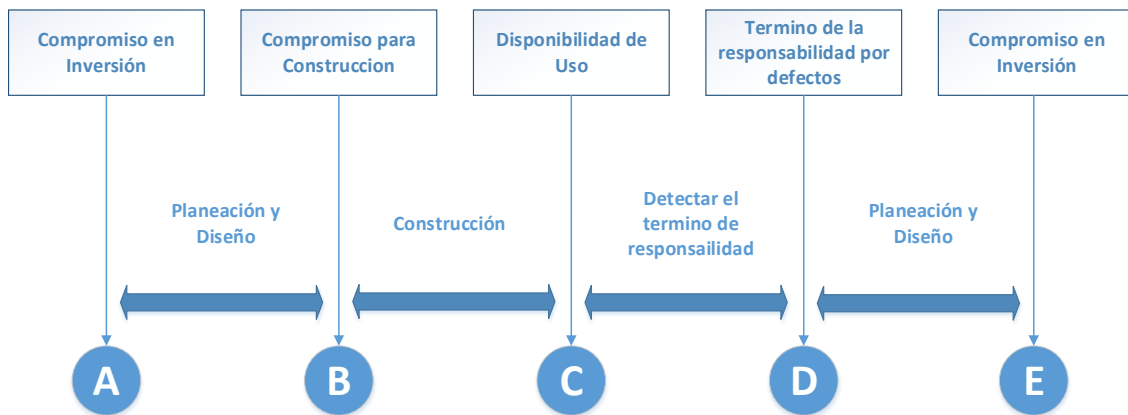 Compromiso en
Inversión
Compromiso para
Construccion
Disponibilidad de
Uso
Termino de la
responsabilidad por
defectos
Compromiso en
Inversión
Planeación y
Diseño
Construcción
Detectar el
termino de
responsailidad
Planeación y
Diseño
A
B
C
D
E